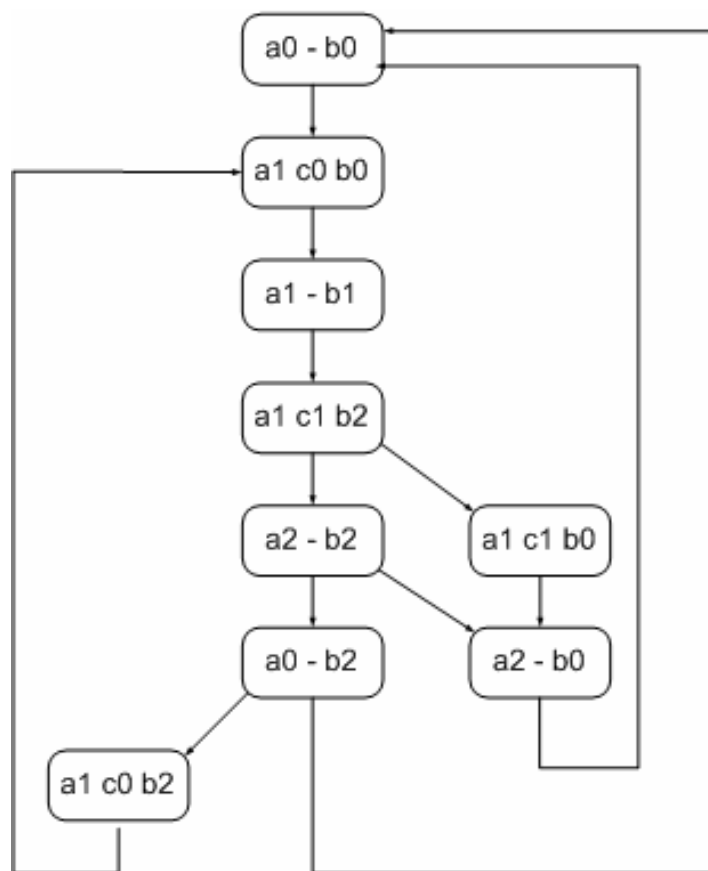 a0 - b0
a1 c0 b0
a1 - b1
a1 c1 b2
a2 - b2
a1 c1 b0
a0 - b2
a2 - b0
a1 c0 b2